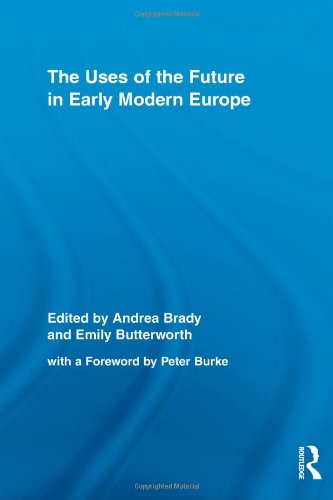 The Uses of the Future
in Early Modern Europe
Edited by Andrea Brady
and Emily Butterworth
with a Foreword by Peter Burke
ROUTLEDGE